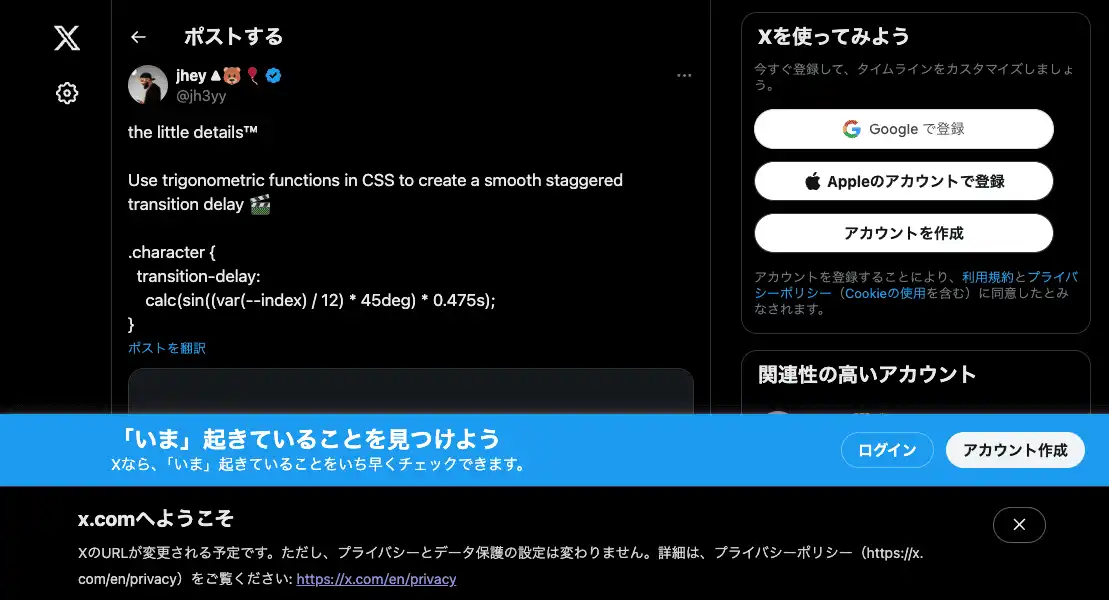 ポストする
jhey
@jh3yy
the little details™
Use trigonometric functions in CSS to create a smooth staggered
transition delay 🎬
.character {
transition-delay:
calc(sin((var(--index) / 12) * 45deg) * 0.475s);
}
ポストを翻訳
Xを使ってみよう
今すぐ登録して、タイムラインをカスタマイズしましょ
う。
Google で登録
Appleのアカウントで登録
アカウントを作成
アカウントを登録することにより、利用規約とプライバ
シーポリシー（Cookieの使用を含む）に同意したとみ
なされます。
関連性の高いアカウント
「いま」起きていることを見つけよう
Xなら、「いま」起きていることをいち早くチェックできます。
ログイン
アカウント作成
x.comへようこそ
XのURLが変更される予定です。ただし、プライバシーとデータ保護の設定は変わりません。詳細は、プライバシーポリシー（https://x.
com/en/privacy）をご覧ください: https://x.com/en/privacy